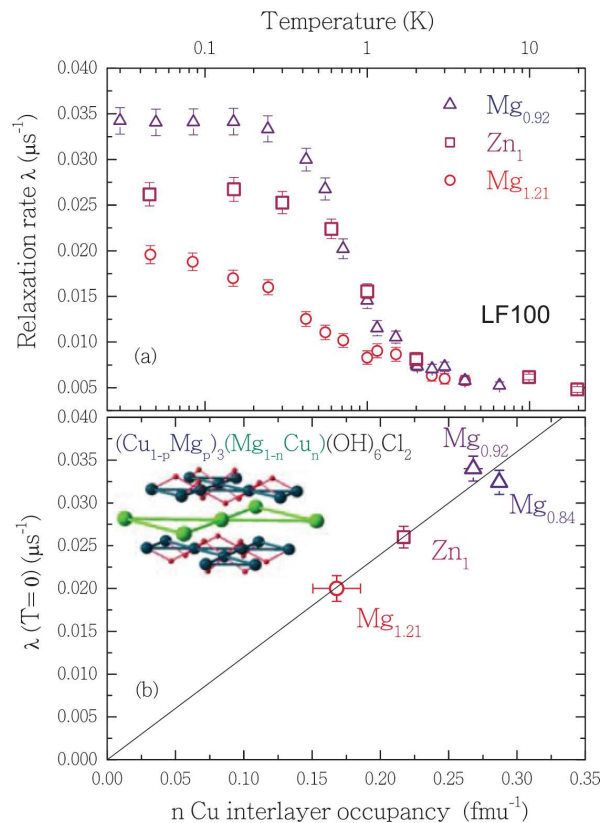 Temperature (K)
0.1 1 10
0.040
0.035
0.030
0.025
0.020
0.015
0.010
0.005
Relaxation rate λ (μs⁻¹)
Mg₀.₉₂
Zn₁
Mg₁.₂₁
LF100
(a)
(Cu₁₋ₚMgₚ)₃(Mg₁₋ₙCuₙ)(OH)₆Cl₂
0.040
0.035
0.030
0.025
0.020
0.015
0.010
0.005
0.000
λ (T=0) (μs⁻¹)
Mg₀.₉₂
Mg₀.₈₄
Zn₁
Mg₁.₂₁
(b)
0.00 0.05 0.10 0.15 0.20 0.25 0.30 0.35
n Cu interlayer occupancy (fmu⁻¹)